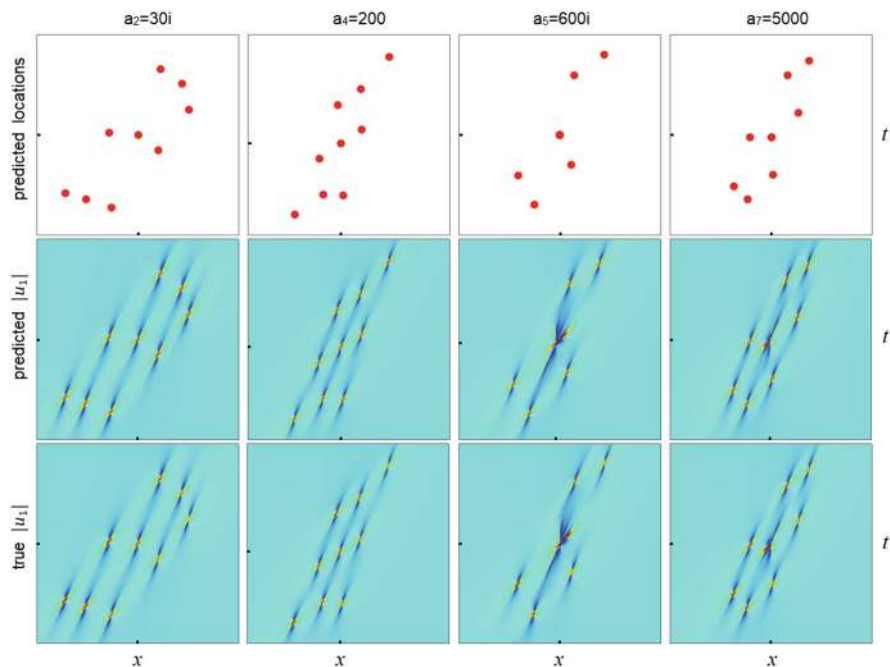 a₂=30i a₄=200 a₅=600i a₇=5000
predicted locations
t
predicted |u₁|
t
true |u₁|
t
x x x x